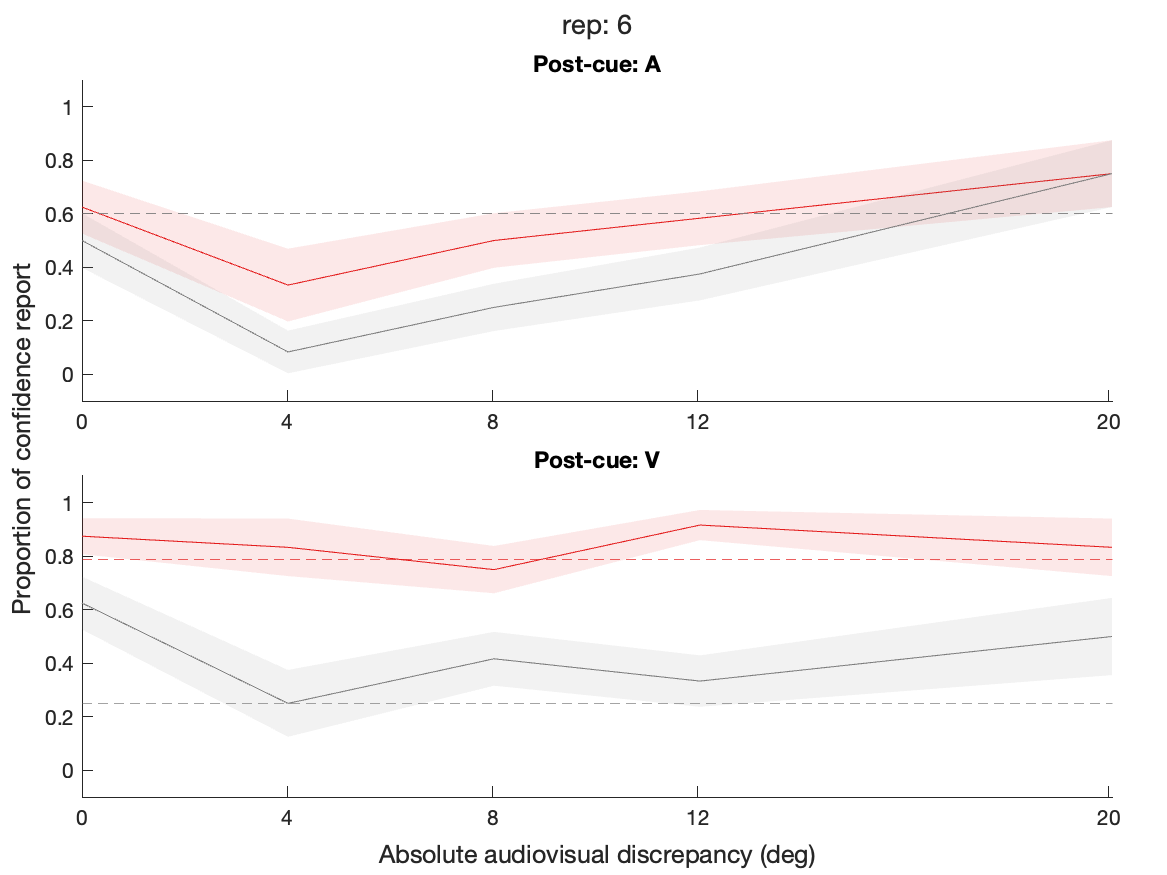 rep: 6
Post-cue: A
1
0.8
0.6
0.4
0.2
0
0 4 8 12 20
Proportion of confidence report
Post-cue: V
1
0.8
0.6
0.4
0.2
0
0 4 8 12 20
Absolute audiovisual discrepancy (deg)